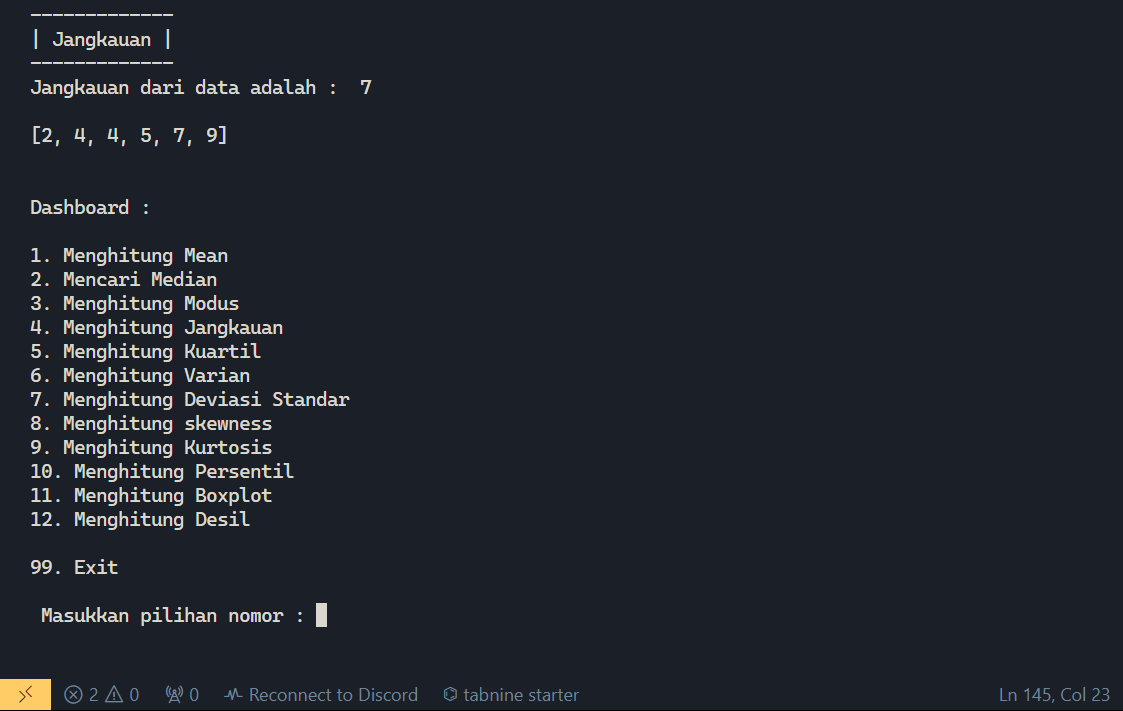 -------------
| Jangkauan |
-------------
Jangkauan dari data adalah :  7
[2, 4, 4, 5, 7, 9]
Dashboard :
1. Menghitung Mean
2. Mencari Median
3. Menghitung Modus
4. Menghitung Jangkauan
5. Menghitung Kuartil
6. Menghitung Varian
7. Menghitung Deviasi Standar
8. Menghitung skewness
9. Menghitung Kurtosis
10. Menghitung Persentil
11. Menghitung Boxplot
12. Menghitung Desil
99. Exit
Masukkan pilihan nomor :
2 0 0 Reconnect to Discord tabnine starter Ln 145, Col 23